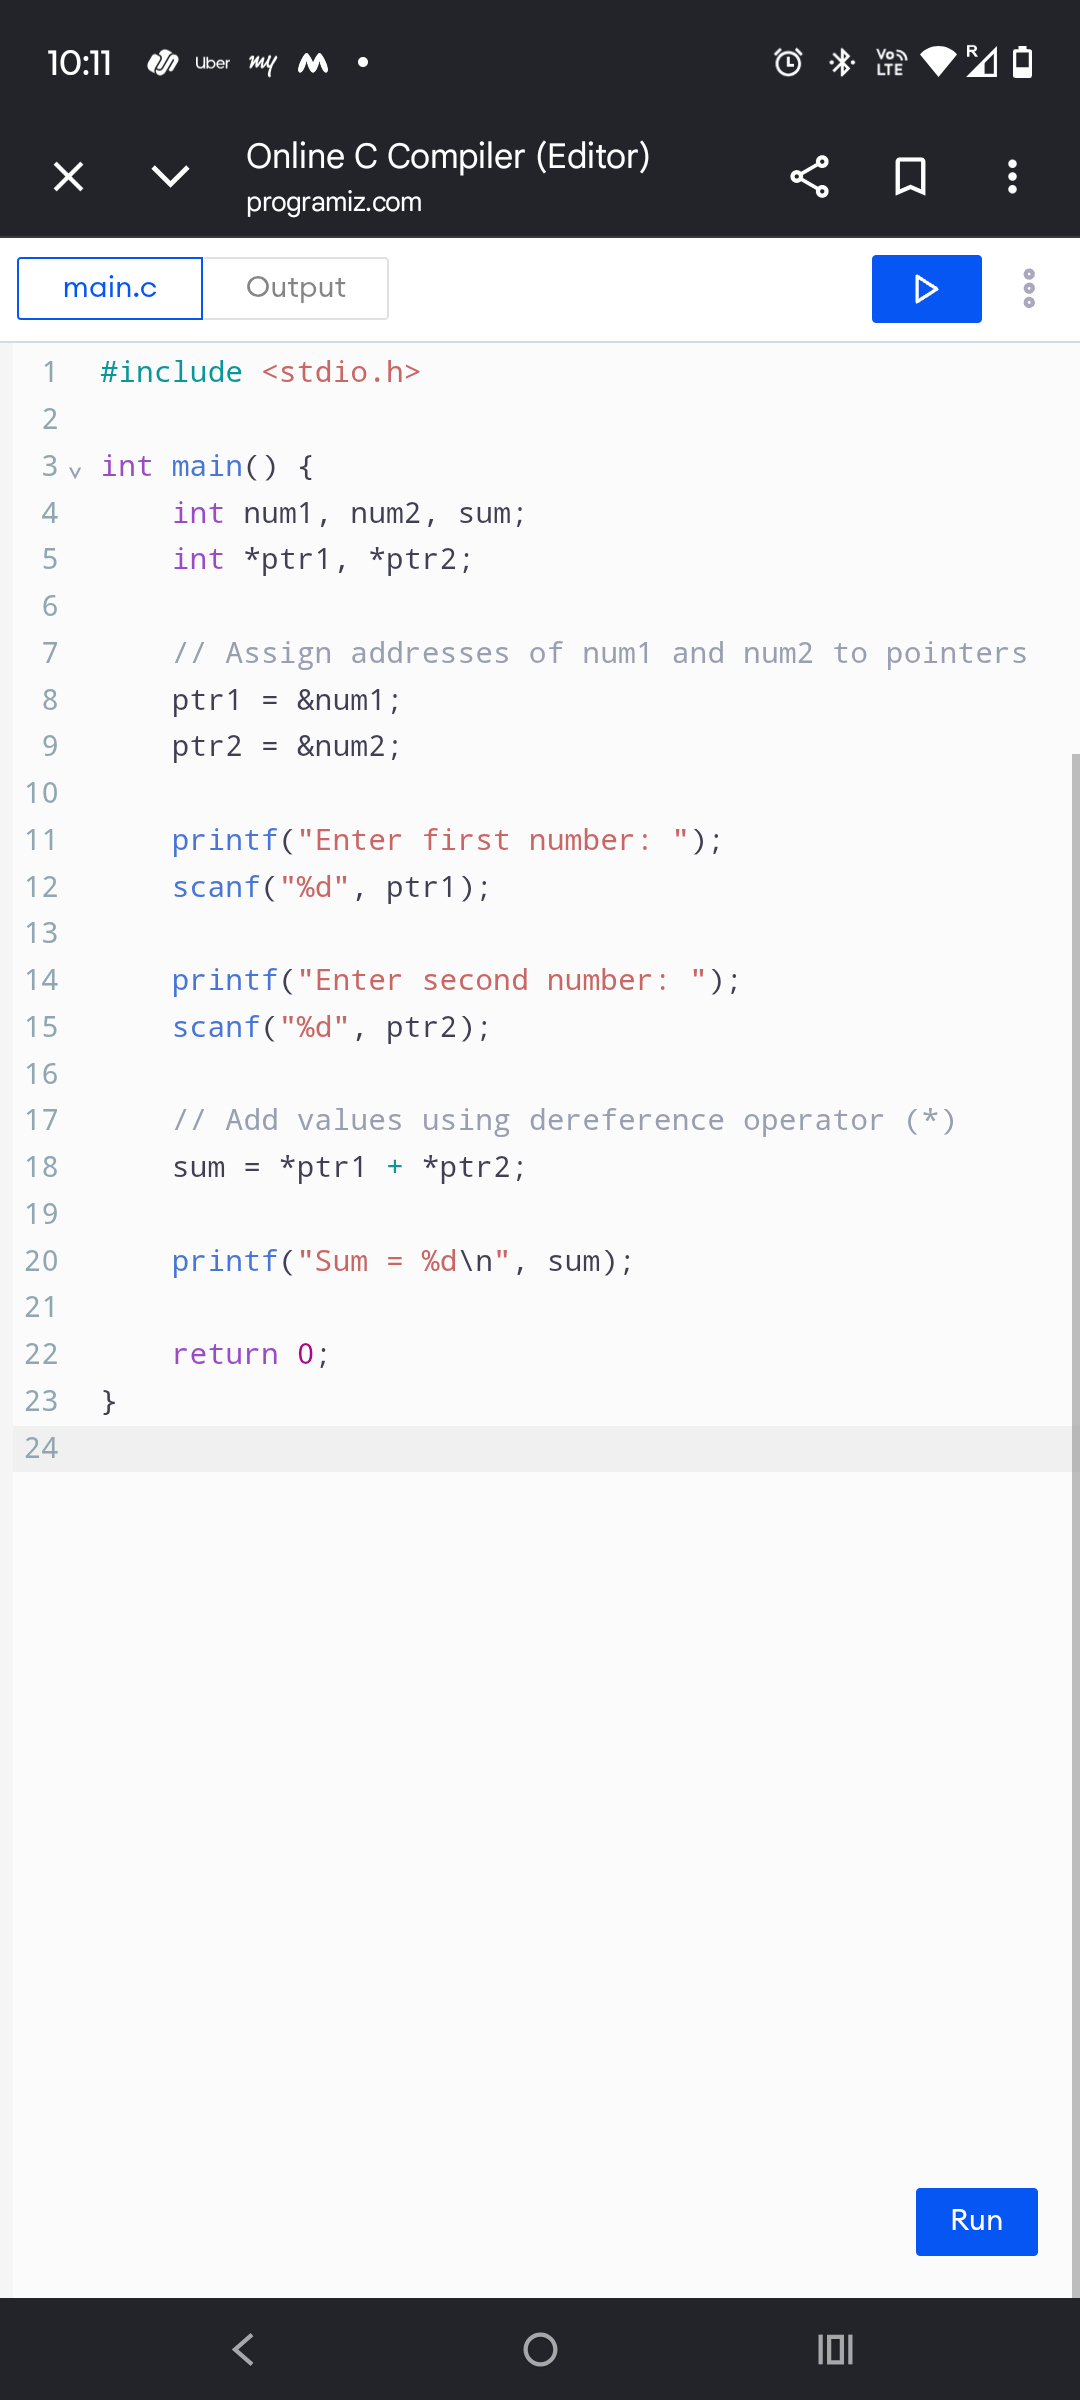 10:11 Uber my Vo LTE R
Online C Compiler (Editor)
programiz.com
main.c Output
1 #include <stdio.h>
2
3 int main() {
4     int num1, num2, sum;
5     int *ptr1, *ptr2;
6
7     // Assign addresses of num1 and num2 to pointers
8     ptr1 = &num1;
9     ptr2 = &num2;
10
11     printf("Enter first number: ");
12     scanf("%d", ptr1);
13
14     printf("Enter second number: ");
15     scanf("%d", ptr2);
16
17     // Add values using dereference operator (*)
18     sum = *ptr1 + *ptr2;
19
20     printf("Sum = %d\n", sum);
21
22     return 0;
23 }
24
Run